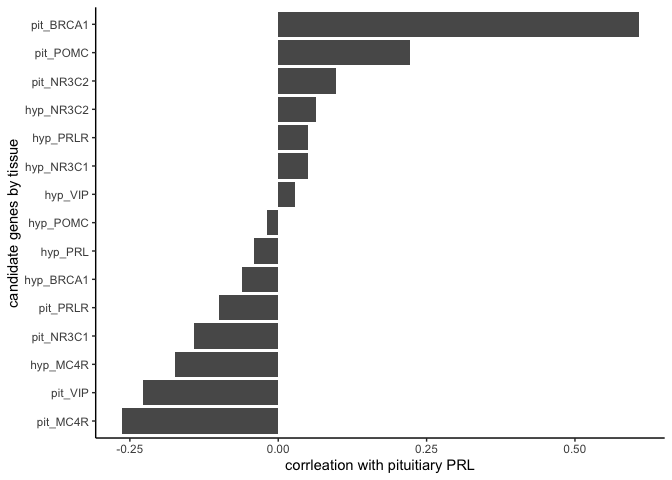 pit_BRCA1
pit_POMC
pit_NR3C2
hyp_NR3C2
hyp_PRLR
hyp_NR3C1
hyp_VIP
hyp_POMC
hyp_PRL
hyp_BRCA1
pit_PRLR
pit_NR3C1
hyp_MC4R
pit_VIP
pit_MC4R
candidate genes by tissue
-0.25 0.00 0.25 0.50
corrleation with pituitiary PRL